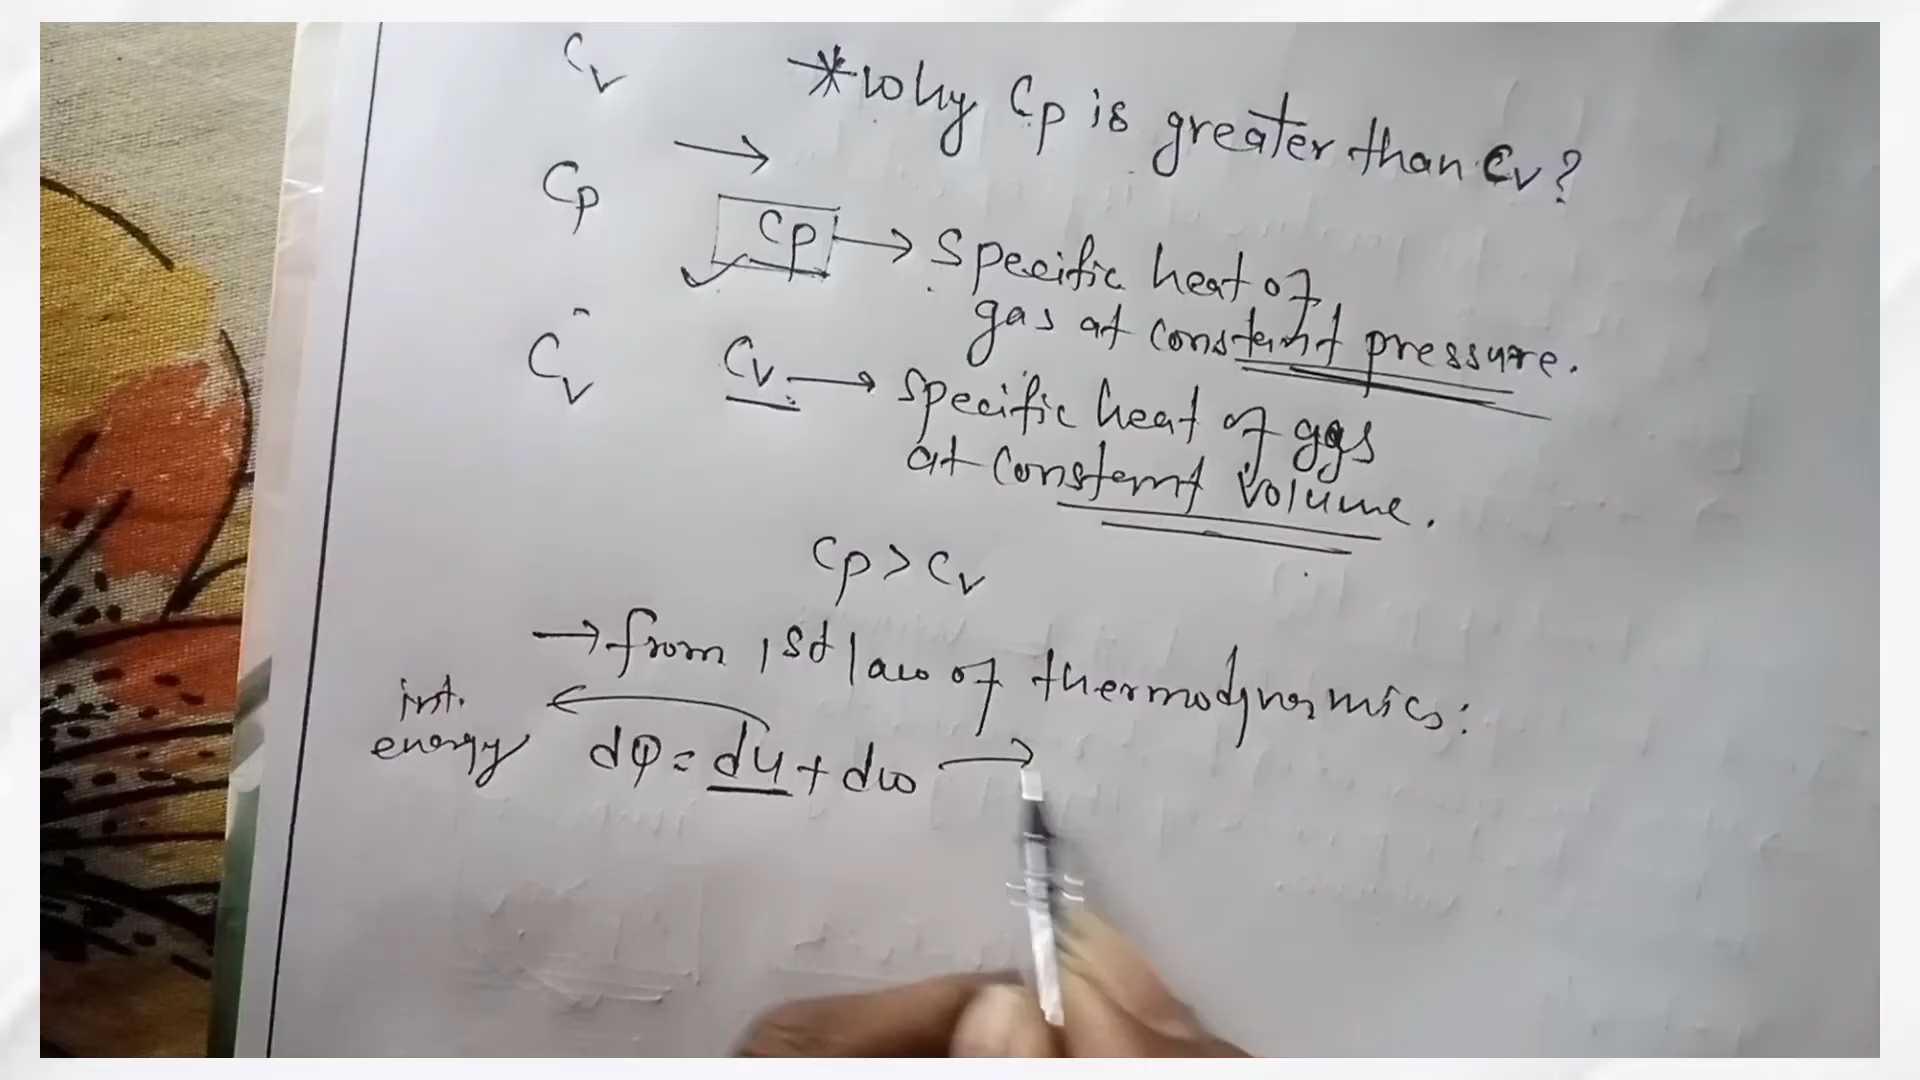 Cv
*Why Cp is greater than Cv?
Cp →
Cp → Specific heat of
gas at constant pressure.
Cv
Cv → specific heat of gas
at constant volume.
Cp > Cv
→ from 1st law of thermodynamics:
int.
energy
dQ = du + dw →